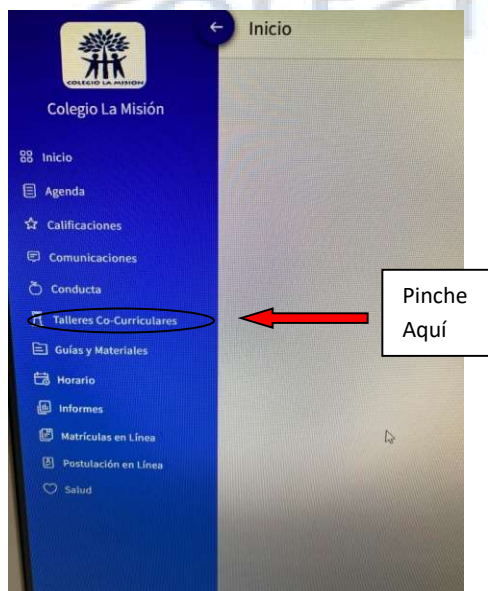 COLEGIO LA MISION
Colegio La Misión
Inicio
Inicio
Agenda
Calificaciones
Comunicaciones
Conducta
Talleres Co-Curriculares
Guías y Materiales
Horario
Informes
Matrículas en Línea
Postulación en Línea
Salud
Pinche
Aquí